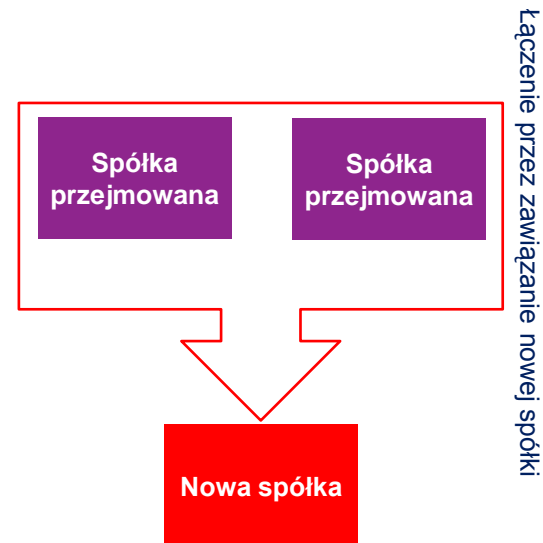 Łączenie przez zawiązanie nowej spółki
Spółka
przejmowana
Spółka
przejmowana
Nowa spółka